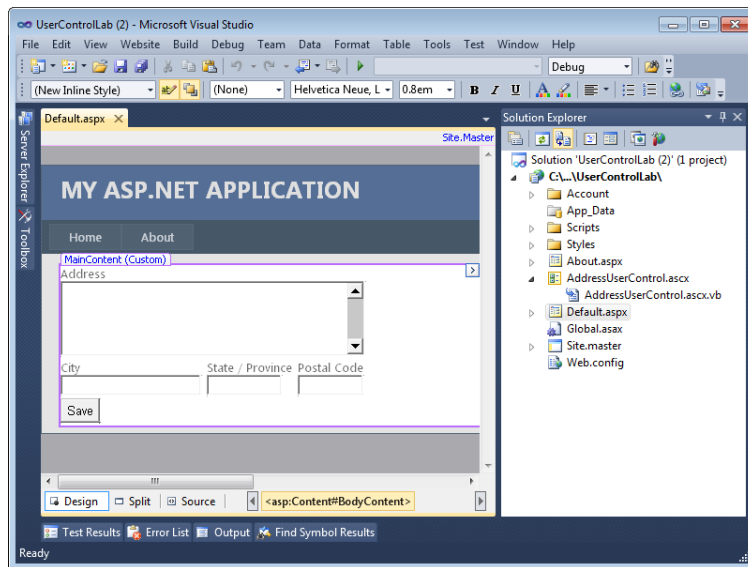 UserControlLab (2) - Microsoft Visual Studio
File Edit View Website Build Debug Team Data Format Table Tools Test Window Help
Debug
(New Inline Style) (None) Helvetica Neue, L 0.8em B I U A
Server Explorer
Toolbox
Default.aspx
Site.Master
MY ASP.NET APPLICATION
Home About
MainContent (Custom)
Address
City State / Province Postal Code
Save
Design Split Source <asp:Content#BodyContent>
Solution Explorer
Solution 'UserControlLab (2)' (1 project)
C:\...\UserControlLab\
Account
App_Data
Scripts
Styles
About.aspx
AddressUserControl.ascx
AddressUserControl.ascx.vb
Default.aspx
Global.asax
Site.master
Web.config
Test Results Error List Output Find Symbol Results
Ready